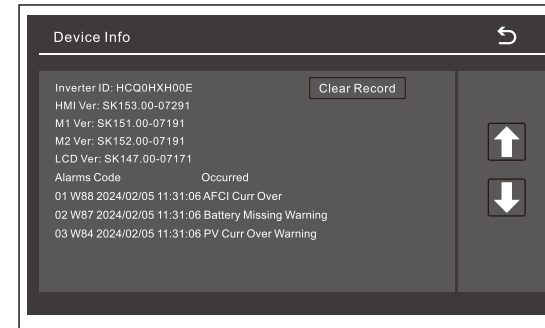 Device Info
Inverter ID: HCQ0HXH00E
Clear Record
HMI Ver: SK153.00-07291
M1 Ver: SK151.00-07191
M2 Ver: SK152.00-07191
LCD Ver: SK147.00-07171
Alarms Code Occurred
01 W88 2024/02/05 11:31:06 AFCI Curr Over
02 W87 2024/02/05 11:31:06 Battery Missing Warning
03 W84 2024/02/05 11:31:06 PV Curr Over Warning